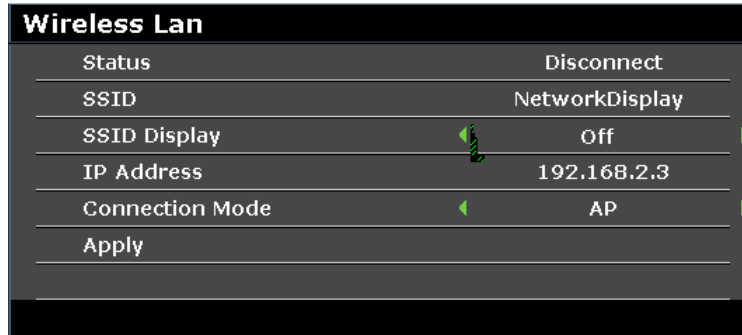 Wireless Lan
Status Disconnect
SSID NetworkDisplay
SSID Display Off
IP Address 192.168.2.3
Connection Mode AP
Apply